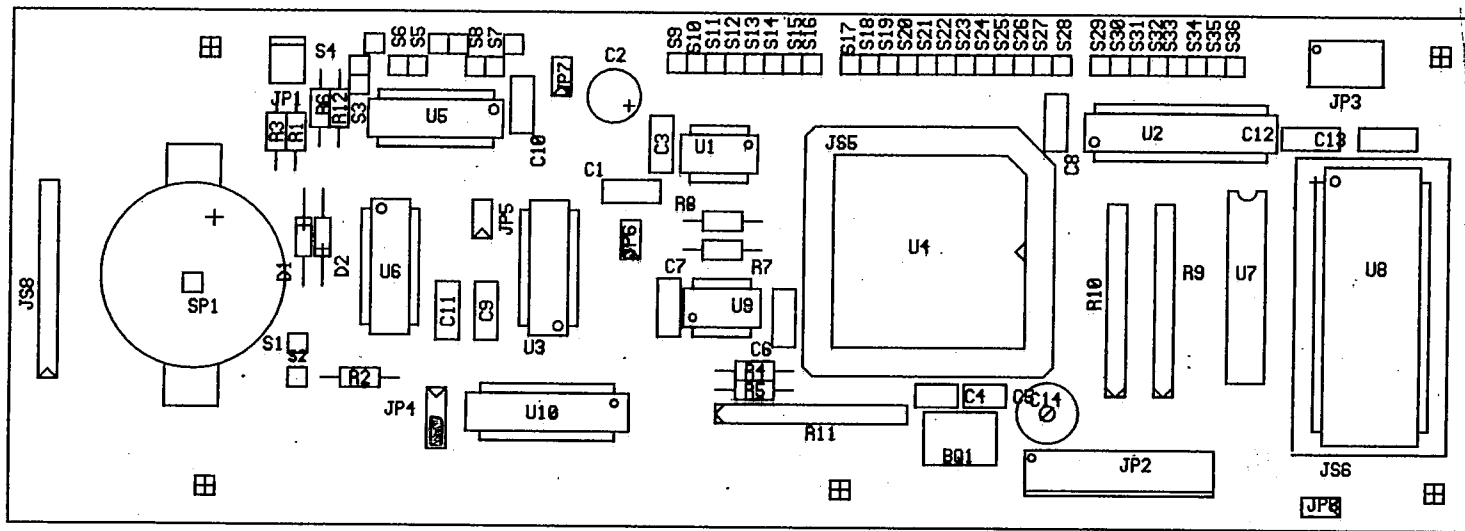 S4
S6
S5
S8
S7
S9
S10
S11
S12
S13
S14
S15
S16
S17
S18
S19
S20
S21
S22
S23
S24
S25
S26
S27
S28
S29
S30
S31
S32
S33
S34
S35
S36
JP1
R6
R12
S3
U5
JP7
C2
JP3
R3
R1
C10
C3
U1
JS5
C8
U2
C12
C13
C1
R8
JP5
JP6
U4
JS8
SP1
D1
D2
U6
C11
C9
U3
C7
R7
U9
C6
R10
R9
U7
U8
S1
S2
R2
R4
R5
JP4
U10
R11
C4
C5
C14
BQ1
JP2
JS6
JP8